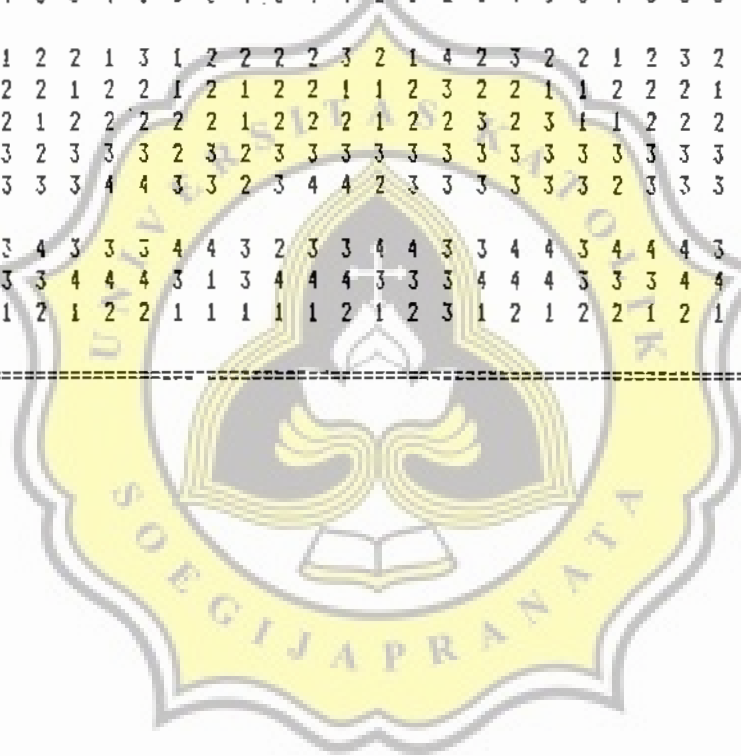 1 2 2 1 3 1 2 2 2 2 3 2 1 4 2 3 2 2 1 2 3 2
2 2 1 2 2 1 2 1 2 2 1 1 2 3 2 2 1 1 2 2 2 1
2 1 2 2 2 2 2 1 2 2 2 1 2 2 3 2 3 1 1 2 2 2
3 2 3 3 3 2 3 2 3 3 3 3 3 3 3 3 3 3 3 3 3 3
3 3 3 4 4 3 3 2 3 4 4 2 3 3 3 3 3 3 2 3 3 3
3 4 3 3 3 4 4 3 2 3 3 4 4 3 3 4 4 3 4 4 4 3
3 3 4 4 4 3 1 3 4 4 4 3 3 3 4 4 4 3 3 3 4 4
1 2 1 2 2 1 1 1 1 1 2 1 2 3 1 2 1 2 2 1 2 1
UNIVERSITAS KATOLIK
SOEGIJAPRANATA